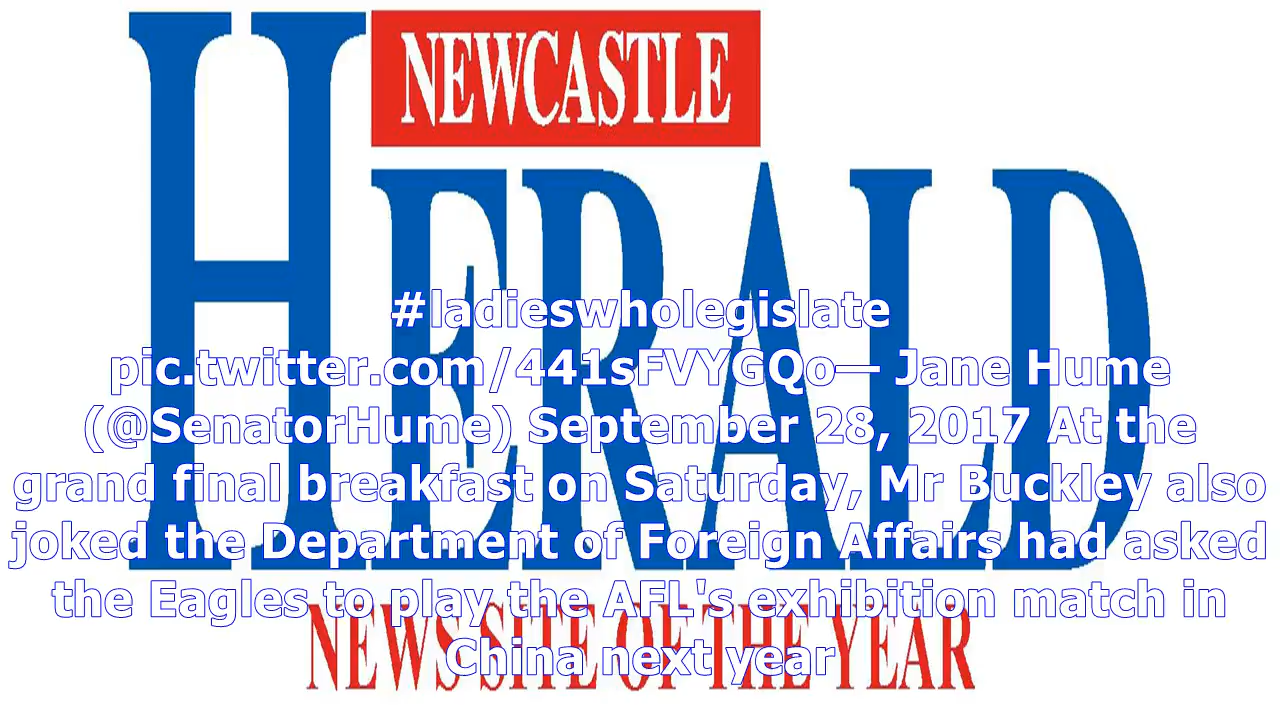 NEWCASTLE
HERALD
#ladieswholegislate
pic.twitter.com/441sFVYGQo— Jane Hume
(@SenatorHume) September 28, 2017 At the
grand final breakfast on Saturday, Mr Buckley also
joked the Department of Foreign Affairs had asked
the Eagles to play the AFL's exhibition match in
China next year
NEWS SITE OF THE YEAR